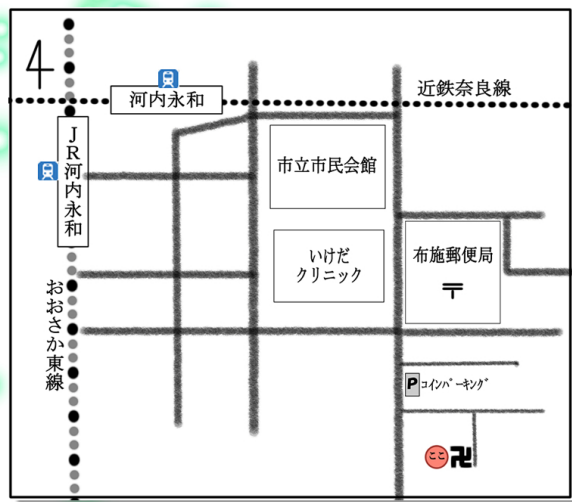 4
近鉄奈良線
河内永和
JR河内永和
市立市民会館
いけだ
クリニック
布施郵便局
〒
おおさか東線
P コインパーキング
ここ 卍